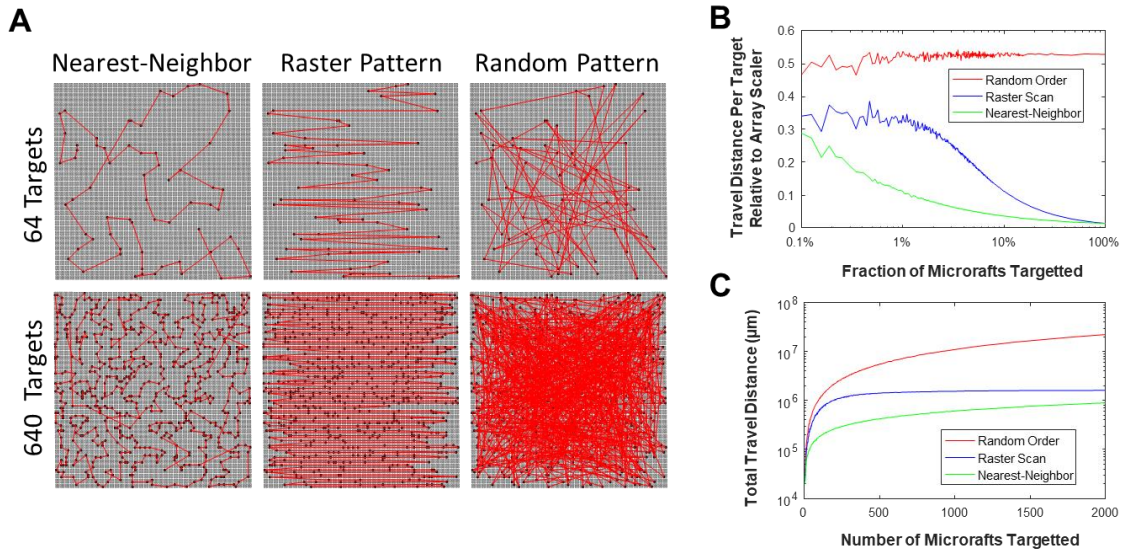 A
Nearest-Neighbor Raster Pattern Random Pattern
64 Targets
640 Targets
B
Travel Distance Per Target
Relative to Array Scaler
0.6
0.5
0.4
0.3
0.2
0.1
0
Random Order
Raster Scan
Nearest-Neighbor
0.1% 1% 10% 100%
Fraction of Microrafts Targetted
C
Total Travel Distance (μm)
10^8
10^7
10^6
10^5
10^4
Random Order
Raster Scan
Nearest-Neighbor
0 500 1000 1500 2000
Number of Microrafts Targetted